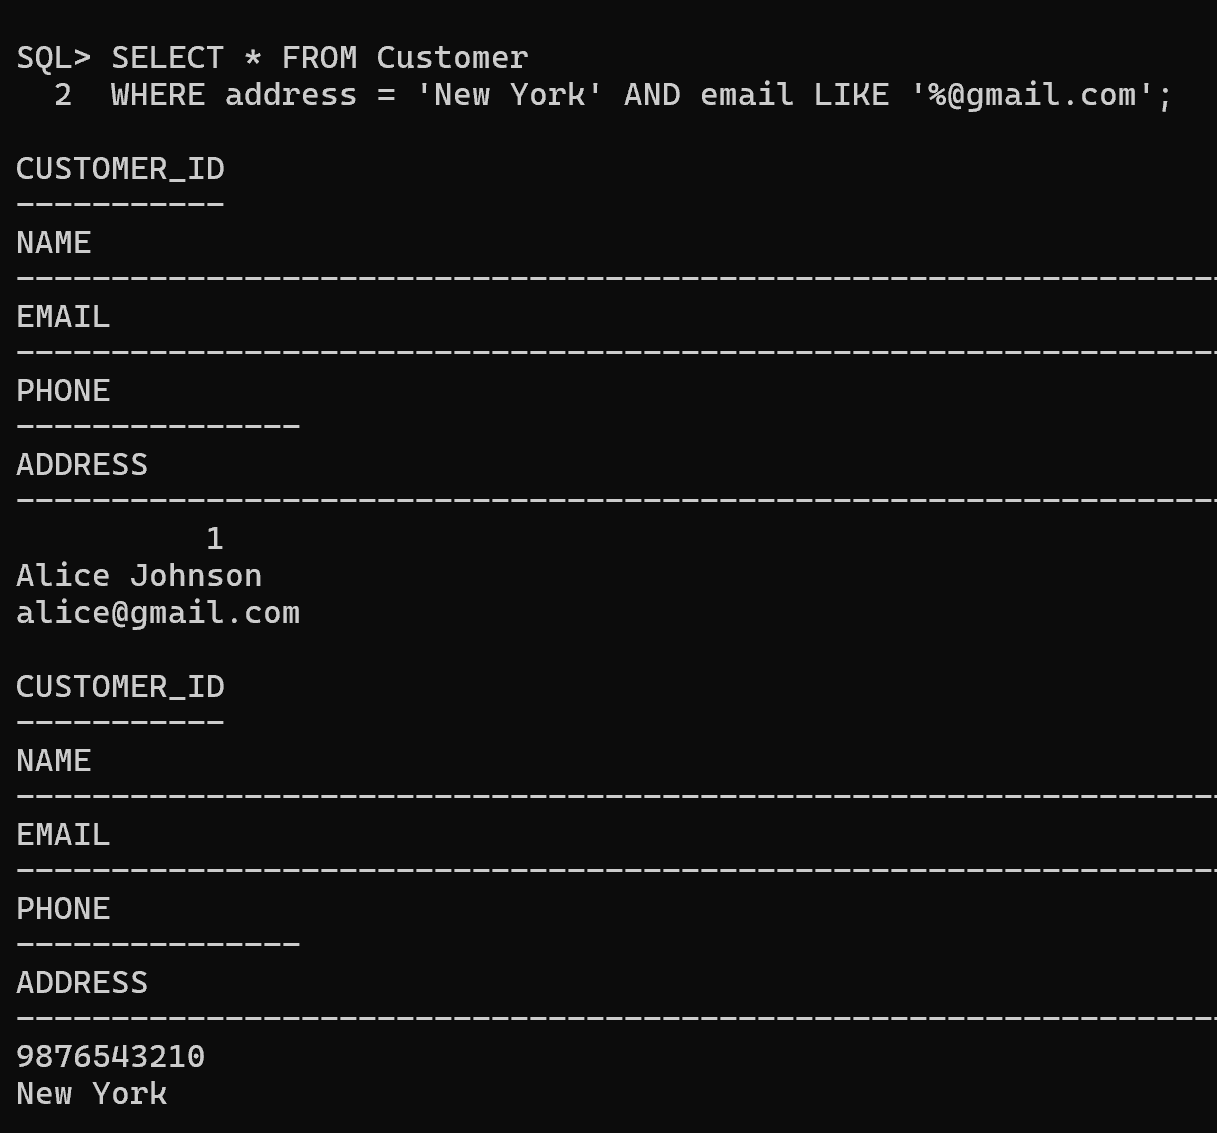 SQL> SELECT * FROM Customer
  2  WHERE address = 'New York' AND email LIKE '%@gmail.com';

CUSTOMER_ID
-----------
NAME
----------------------------------------------------------------
EMAIL
----------------------------------------------------------------
PHONE
---------------
ADDRESS
----------------------------------------------------------------
          1
Alice Johnson
alice@gmail.com

CUSTOMER_ID
-----------
NAME
----------------------------------------------------------------
EMAIL
----------------------------------------------------------------
PHONE
---------------
ADDRESS
----------------------------------------------------------------
9876543210
New York